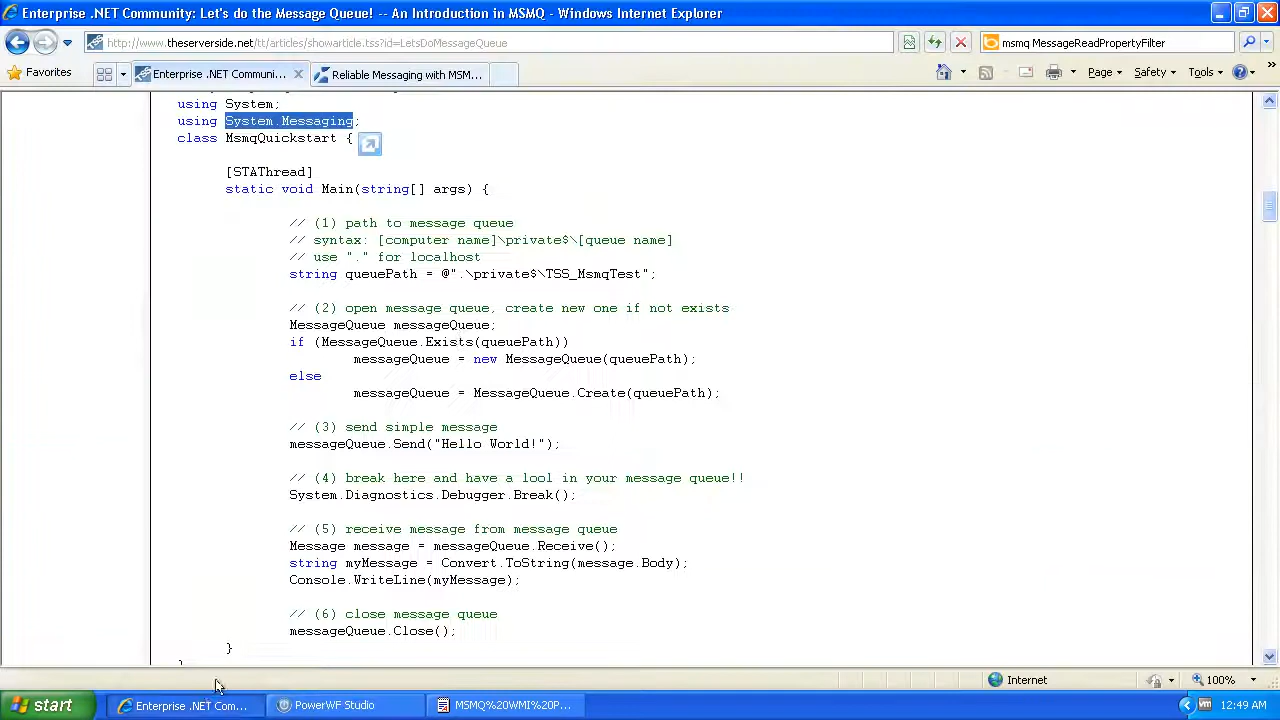 Enterprise .NET Community: Let's do the Message Queue! -- An Introduction in MSMQ - Windows Internet Explorer
http://www.theserverside.net/tt/articles/showarticle.tss?id=LetsDoMessageQueue
msmq MessageReadPropertyFilter
Favorites
Enterprise .NET Communi...
Reliable Messaging with MSM...
Page
Safety
Tools
using System;
using System.Messaging;
class MsmqQuickstart {
[STAThread]
static void Main(string[] args) {
// (1) path to message queue
// syntax: [computer name]\private$\[queue name]
// use "." for localhost
string queuePath = @".\private$\TSS_MsmqTest";
// (2) open message queue, create new one if not exists
MessageQueue messageQueue;
if (MessageQueue.Exists(queuePath))
messageQueue = new MessageQueue(queuePath);
else
messageQueue = MessageQueue.Create(queuePath);
// (3) send simple message
messageQueue.Send("Hello World!");
// (4) break here and have a lool in your message queue!!
System.Diagnostics.Debugger.Break();
// (5) receive message from message queue
Message message = messageQueue.Receive();
string myMessage = Convert.ToString(message.Body);
Console.WriteLine(myMessage);
// (6) close message queue
messageQueue.Close();
}
Internet
100%
start
Enterprise .NET Com...
PowerWF Studio
MSMQ%20WMI%20P...
12:49 AM